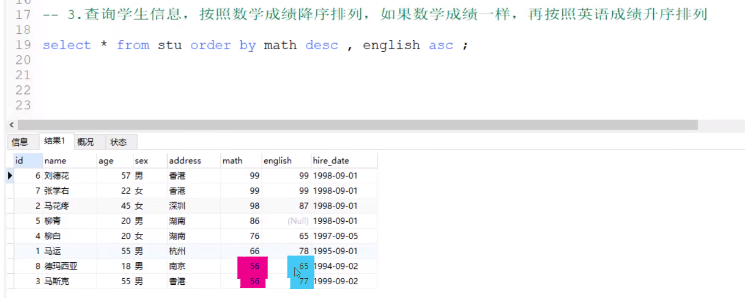 17 -- 3.查询学生信息，按照数学成绩降序排列，如果数学成绩一样，再按照英语成绩升序排列
18
19 select * from stu order by math desc , english asc ;
20
21
22
23
信息 结果1 概况 状态
id name age sex address math english hire_date
6 刘德花 57 男 香港 99 99 1998-09-01
7 张学右 22 女 香港 99 99 1998-09-01
2 马花疼 45 女 深圳 98 87 1998-09-01
5 柳青 20 男 湖南 86 (Null) 1998-09-01
4 柳白 20 女 湖南 76 65 1997-09-05
1 马运 55 男 杭州 66 78 1995-09-01
8 德玛西亚 18 男 南京 56 65 1994-09-02
3 马斯克 55 男 香港 56 77 1999-09-02